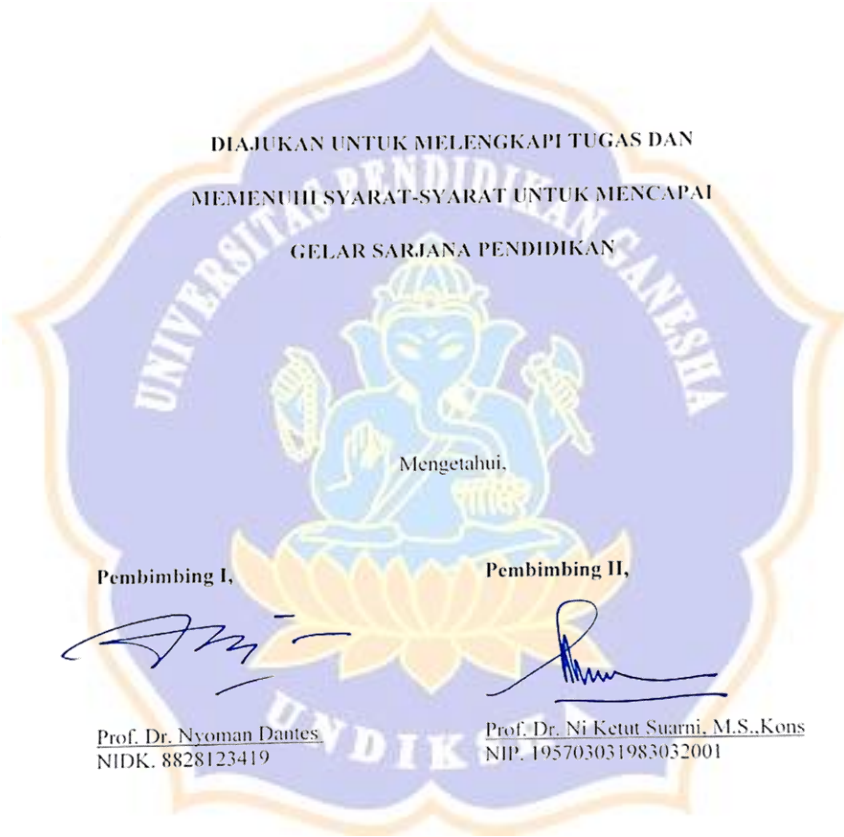 DIAJUKAN UNTUK MELENGKAPI TUGAS DAN
MEMENUHI SYARAT-SYARAT UNTUK MENCAPAI
GELAR SARJANA PENDIDIKAN
UNIVERSITAS PENDIDIKAN GANESHA
Mengetahui,
Pembimbing I,
Pembimbing II,
Prof. Dr. Nyoman Dantes
NIDK. 8828123419
Prof. Dr. Ni Ketut Suarni, M.S.,Kons
NIP. 195703031983032001
UNDIKSHA